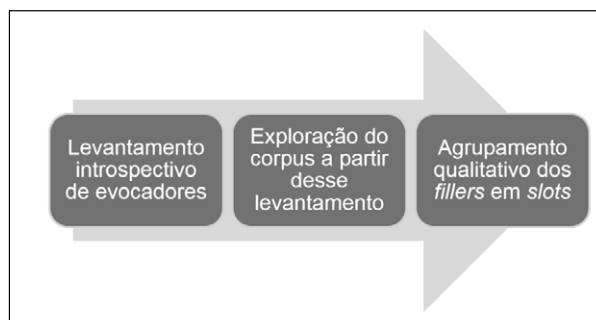 Levantamento
introspectivo
de evocadores
Exploração do
corpus a partir
desse
levantamento
Agrupamento
qualitativo dos
fillers em slots